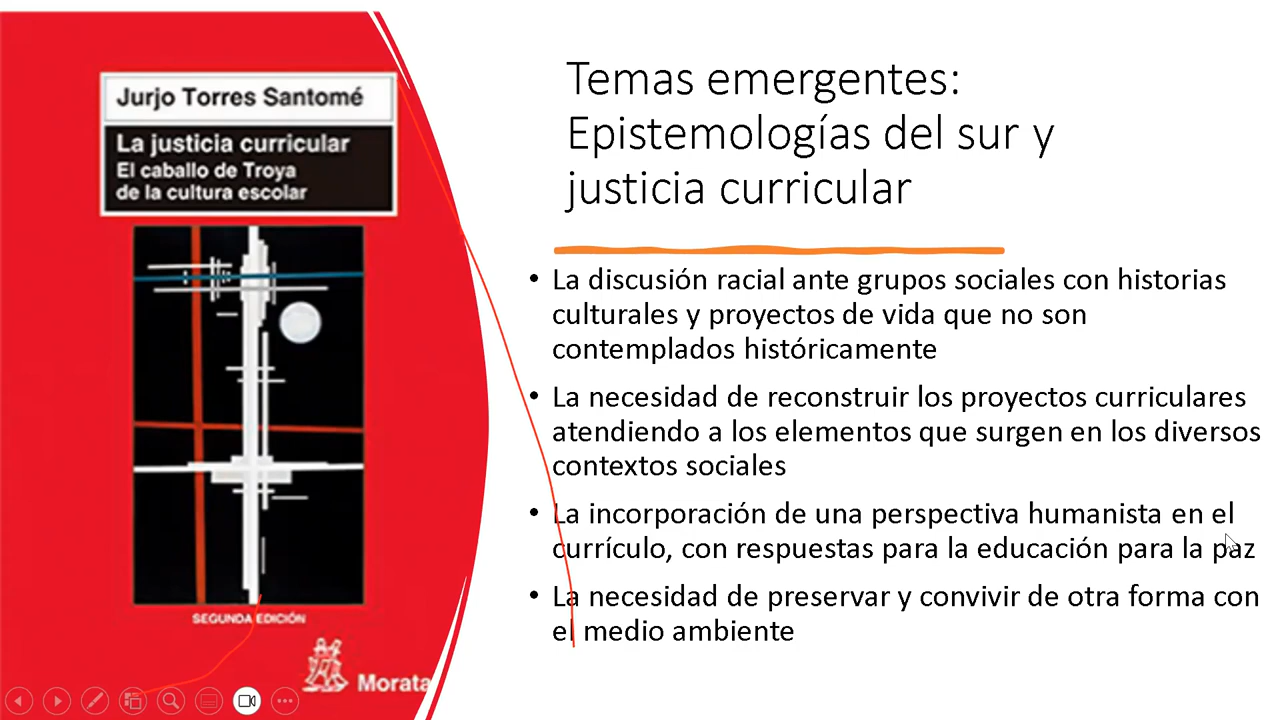 Jurjo Torres Santomé
La justicia curricular
El caballo de Troya
de la cultura escolar
SEGUNDA EDICIÓN
Morata
Temas emergentes:
Epistemologías del sur y
justicia curricular
• La discusión racial ante grupos sociales con historias
culturales y proyectos de vida que no son
contemplados históricamente
• La necesidad de reconstruir los proyectos curriculares
atendiendo a los elementos que surgen en los diversos
contextos sociales
• La incorporación de una perspectiva humanista en el
currículo, con respuestas para la educación para la paz
• La necesidad de preservar y convivir de otra forma con
el medio ambiente